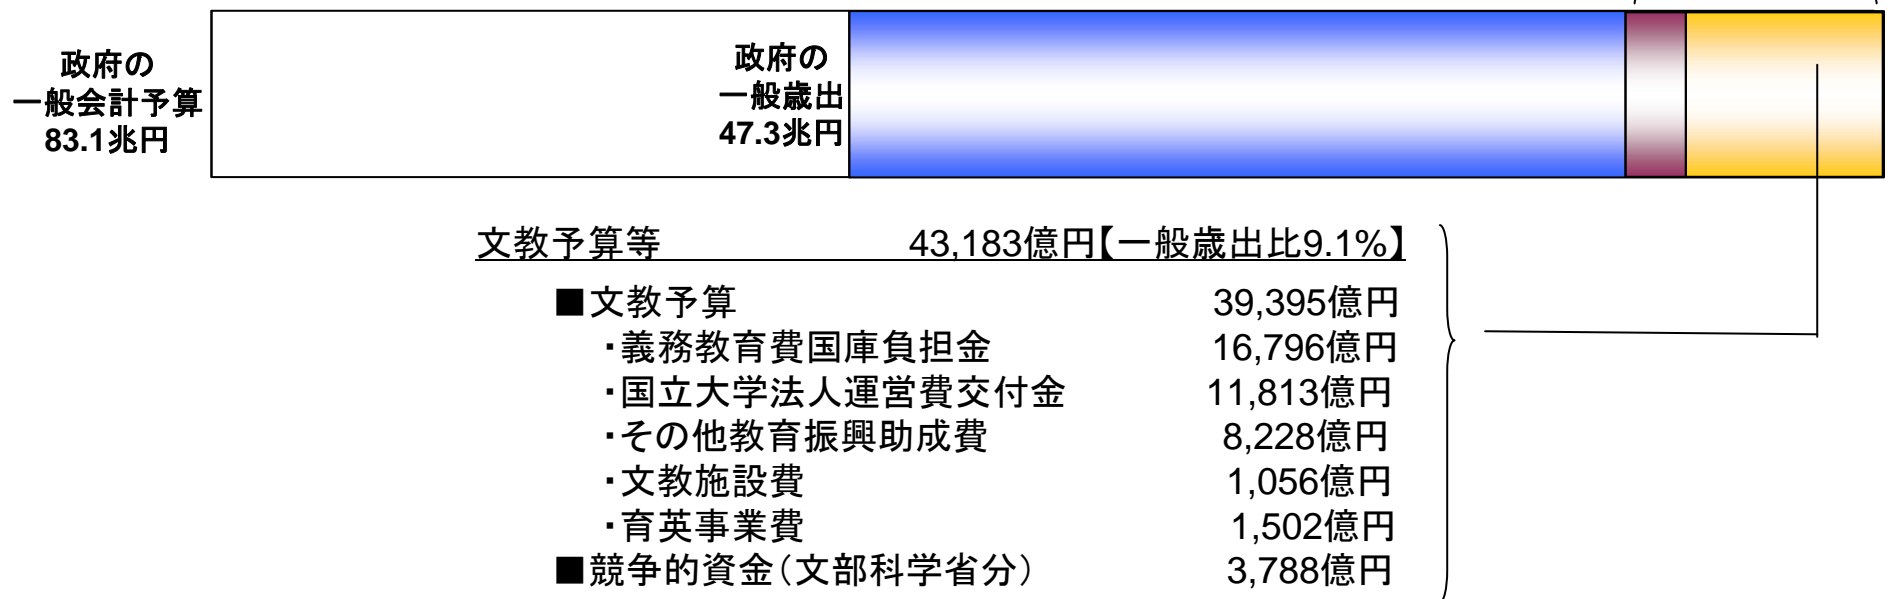 政府の
一般会計予算
83.1兆円
政府の
一般歳出
47.3兆円
文教予算等 43,183億円【一般歳出比9.1%】
■文教予算 39,395億円
・義務教育費国庫負担金 16,796億円
・国立大学法人運営費交付金 11,813億円
・その他教育振興助成費 8,228億円
・文教施設費 1,056億円
・育英事業費 1,502億円
■競争的資金（文部科学省分） 3,788億円